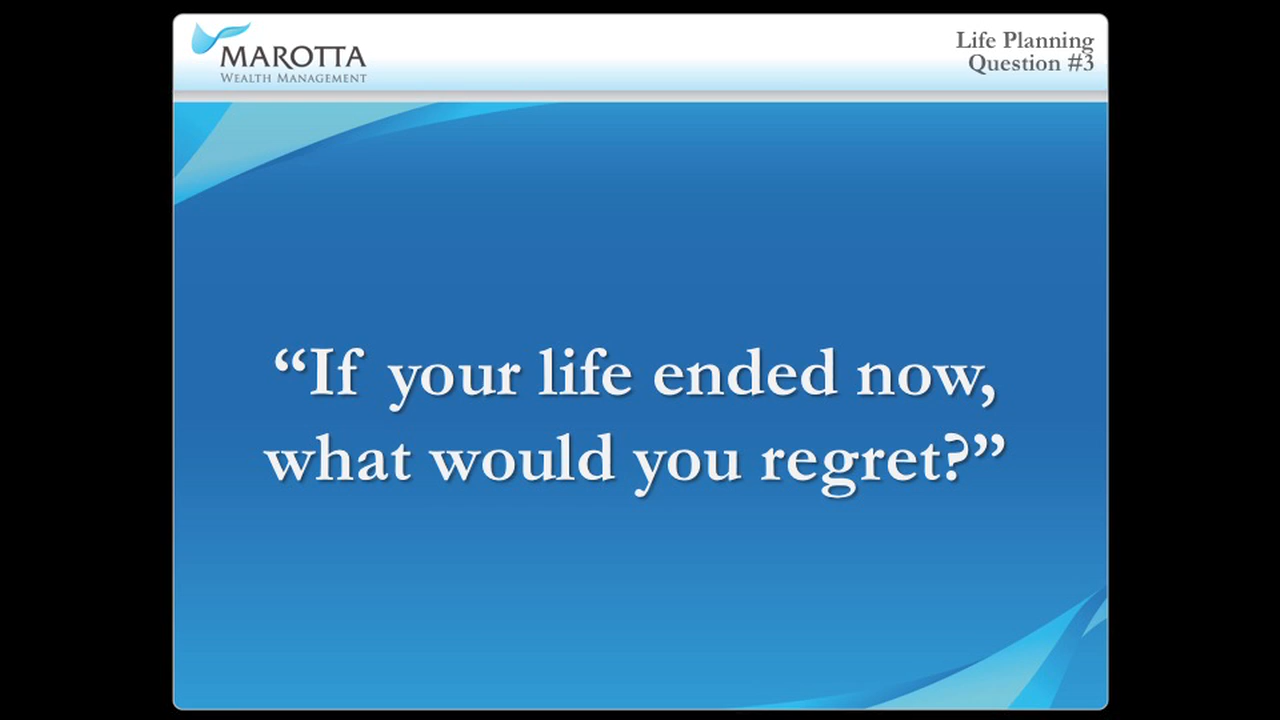 MAROTTA
WEALTH MANAGEMENT
Life Planning
Question #3
“If your life ended now,
what would you regret?”